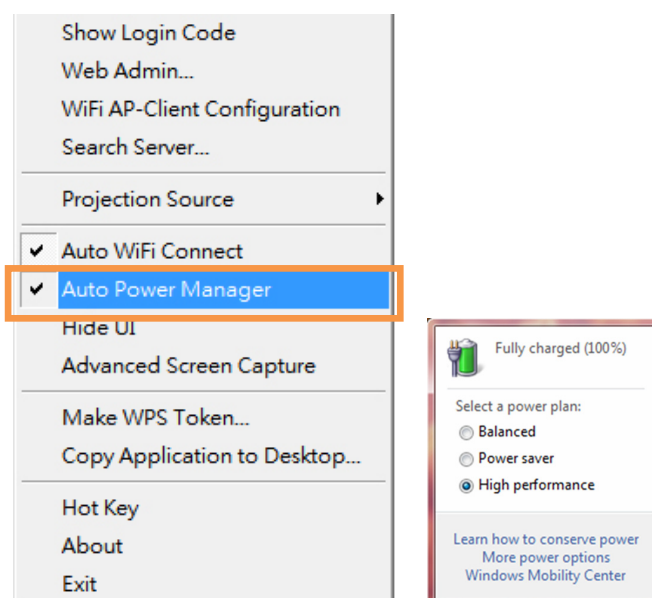 Show Login Code
Web Admin...
WiFi AP-Client Configuration
Search Server...
Projection Source
Auto WiFi Connect
Auto Power Manager
Hide UI
Advanced Screen Capture
Make WPS Token...
Copy Application to Desktop...
Hot Key
About
Exit
Fully charged (100%)
Select a power plan:
Balanced
Power saver
High performance
Learn how to conserve power
More power options
Windows Mobility Center